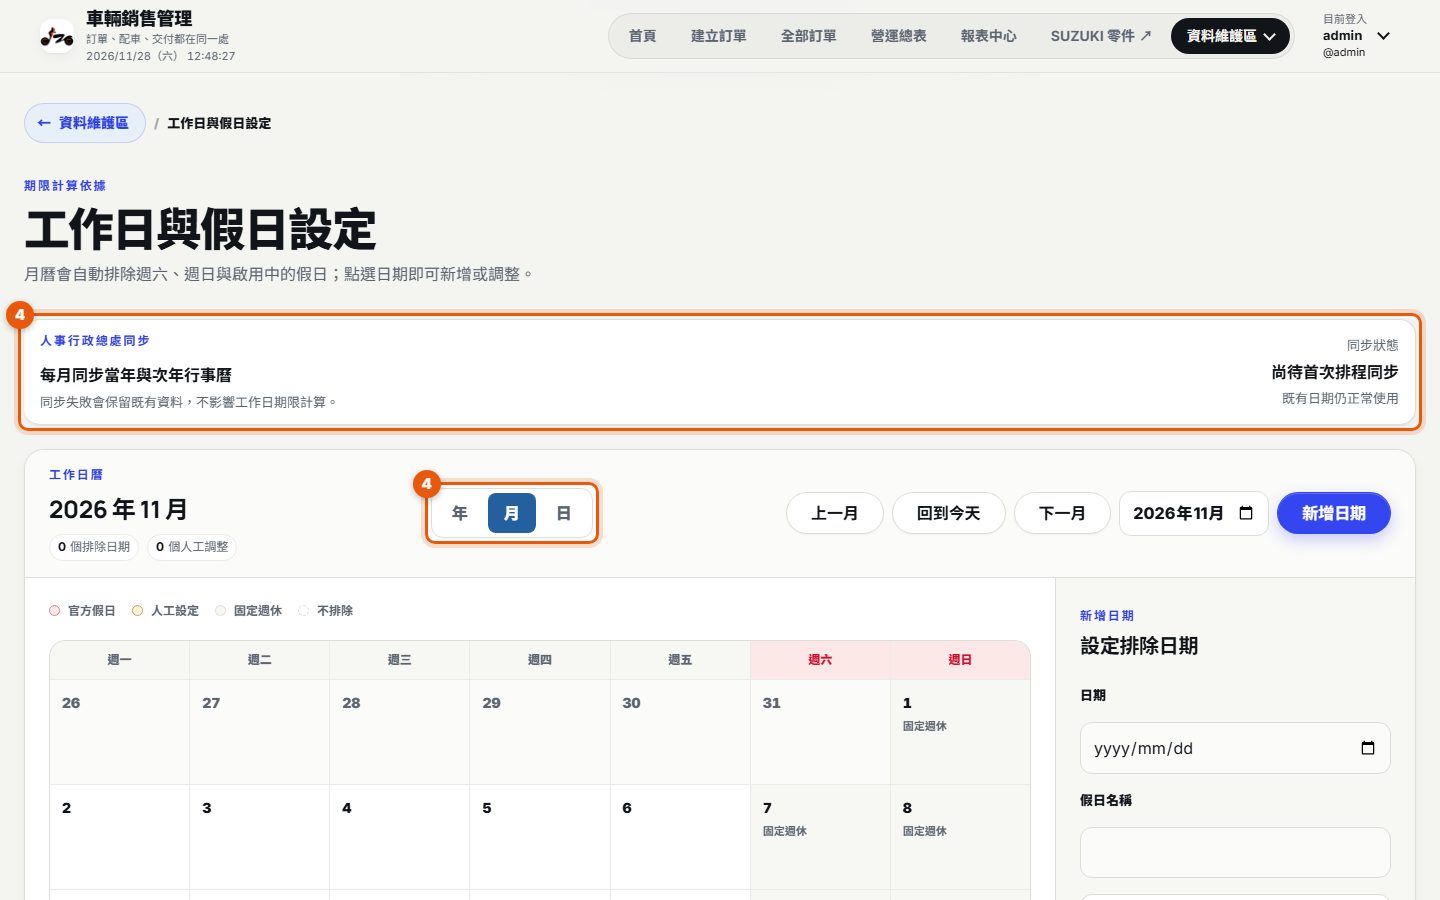 車輛銷售管理
訂單、配車、交付都在同一處
2026/11/28（六） 12:48:27
首頁
建立訂單
全部訂單
營運總表
報表中心
SUZUKI 零件 ↗
資料維護區
目前登入
admin
@admin
← 資料維護區 / 工作日與假日設定
期限計算依據
工作日與假日設定
月曆會自動排除週六、週日與啟用中的假日；點選日期即可新增或調整。
4
人事行政總處同步
每月同步當年與次年行事曆
同步失敗會保留既有資料，不影響工作日期限計算。
同步狀態
尚待首次排程同步
既有日期仍正常使用
工作日曆
2026 年 11 月
0 個排除日期
0 個人工調整
4
年 月 日
上一月
回到今天
下一月
2026年11月
新增日期
官方假日
人工設定
固定週休
不排除
週一 週二 週三 週四 週五 週六 週日
26 27 28 29 30 31 1
固定週休
2 3 4 5 6 7 8
固定週休 固定週休
新增日期
設定排除日期
日期
yyyy/mm/dd
假日名稱